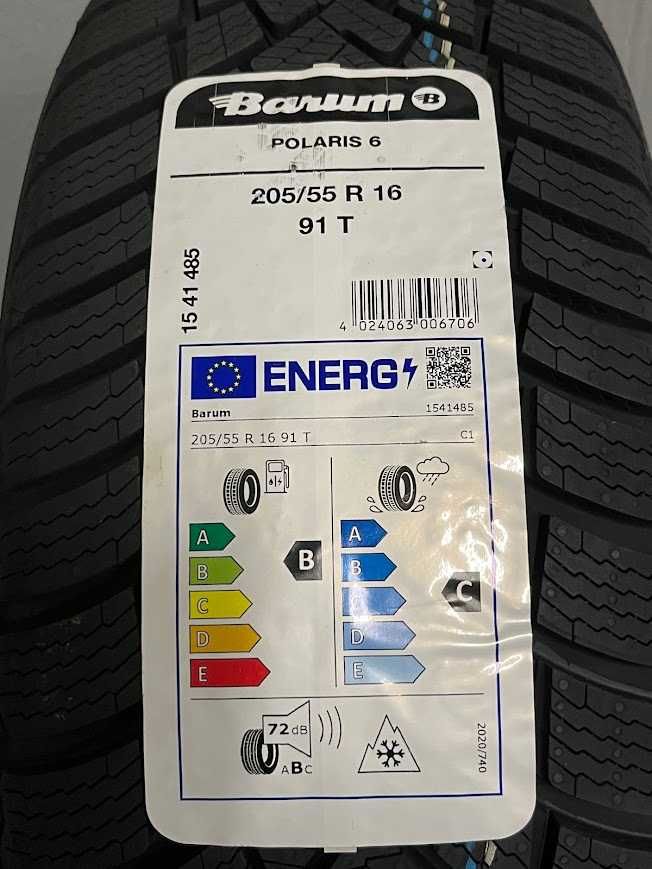 Barum B
POLARIS 6
205/55 R 16
91 T
15 41 485
4 024063 006706
ENERG
Barum 1541485
205/55 R 16 91 T C1
A
B
C
D
E
B
A
B
C
D
E
C
72 dB
ABC
2020/740